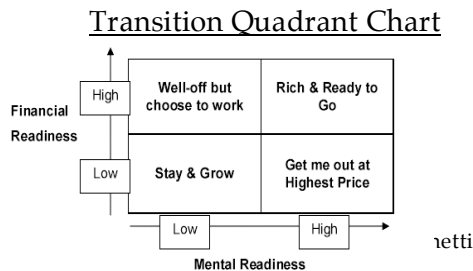 Transition Quadrant Chart
High
Well-off but
choose to work
Rich & Ready to
Go
Financial
Readiness
Low
Stay & Grow
Get me out at
Highest Price
Low
High
Mental Readiness